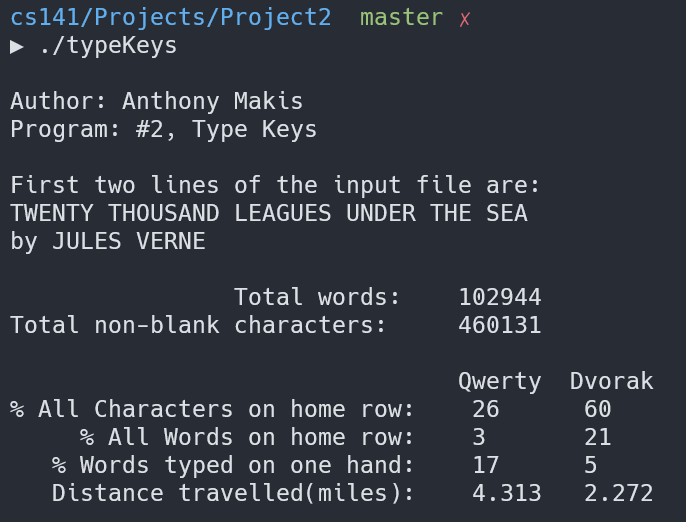 cs141/Projects/Project2  master ✗
▶ ./typeKeys
Author: Anthony Makis
Program: #2, Type Keys
First two lines of the input file are:
TWENTY THOUSAND LEAGUES UNDER THE SEA
by JULES VERNE
Total words: 102944
Total non-blank characters: 460131
Qwerty Dvorak
% All Characters on home row: 26 60
% All Words on home row: 3 21
% Words typed on one hand: 17 5
Distance travelled(miles): 4.313 2.272